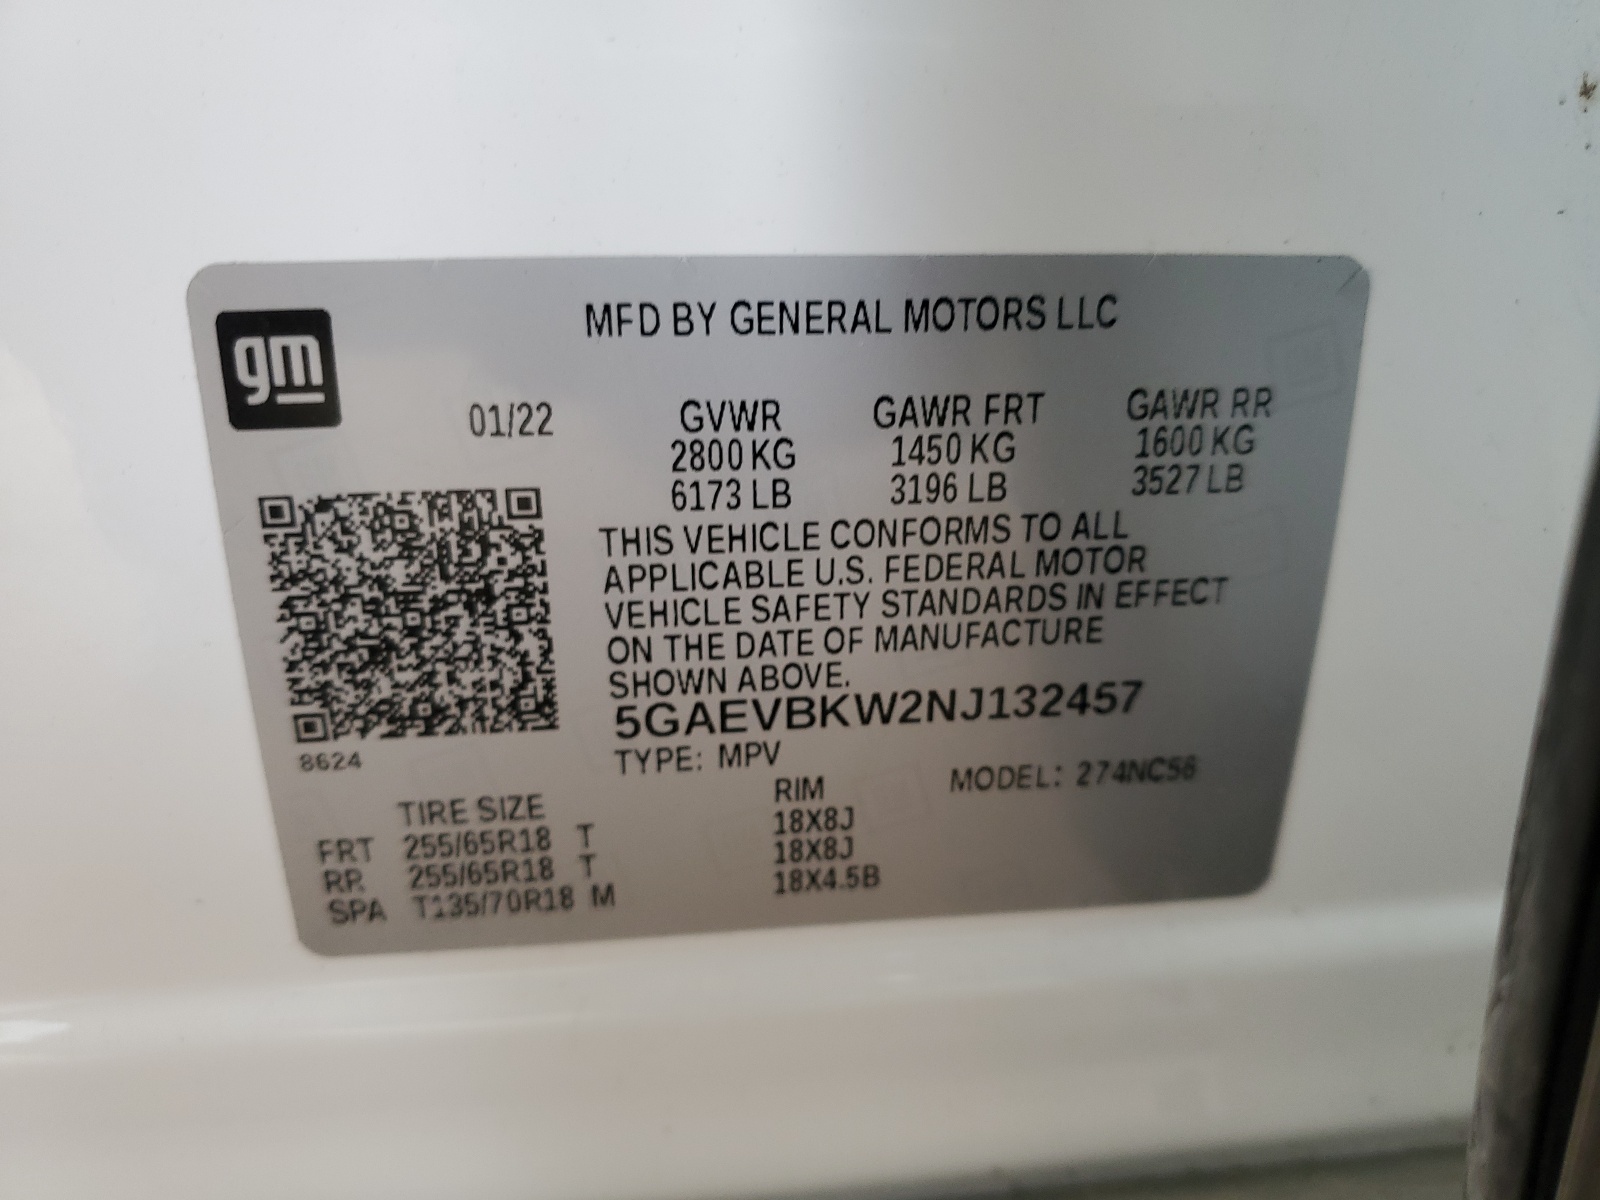 gm
MFD BY GENERAL MOTORS LLC
01/22 GVWR GAWR FRT GAWR RR
2800 KG 1450 KG 1600 KG
6173 LB 3196 LB 3527 LB
THIS VEHICLE CONFORMS TO ALL
APPLICABLE U.S. FEDERAL MOTOR
VEHICLE SAFETY STANDARDS IN EFFECT
ON THE DATE OF MANUFACTURE
SHOWN ABOVE.
5GAEVBKW2NJ132457
8624
TYPE: MPV MODEL: 274NC56
TIRE SIZE RIM
FRT 255/65R18 T 18X8J
RR 255/65R18 T 18X8J
SPA T135/70R18 M 18X4.5B